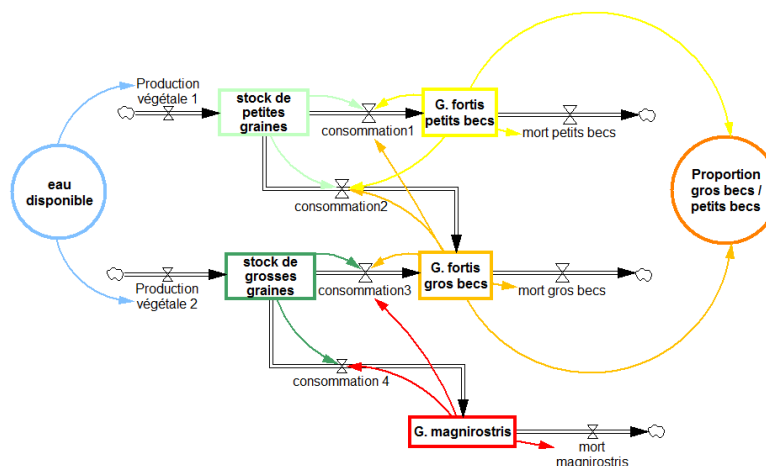 Production
végétale 1
stock de
petites
graines
consommation1
G. fortis
petits becs
mort petits becs
eau
disponible
consommation2
Proportion
gros becs /
petits becs
Production
végétale 2
stock de
grosses
graines
consommation3
G. fortis
gros becs
mort gros becs
consommation 4
G. magnirostris
mort
magnirostris